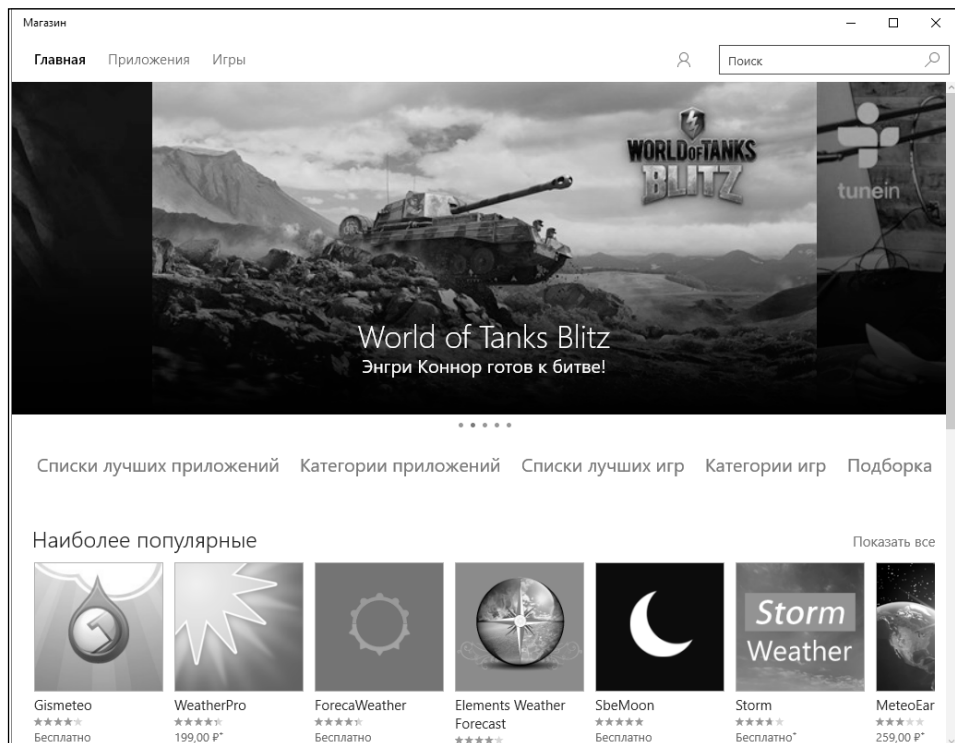 Магазин
Главная Приложения Игры Поиск
WORLD OF TANKS
BLITZ
tunein
World of Tanks Blitz
Энгри Коннор готов к битве!
Списки лучших приложений Категории приложений Списки лучших игр Категории игр Подборка
Наиболее популярные Показать все
Storm
Weather
Gismeteo WeatherPro ForecaWeather Elements Weather SbeMoon Storm MeteoEar
Forecast
Бесплатно 199,00 ₽* Бесплатно Бесплатно Бесплатно* 259,00 ₽*